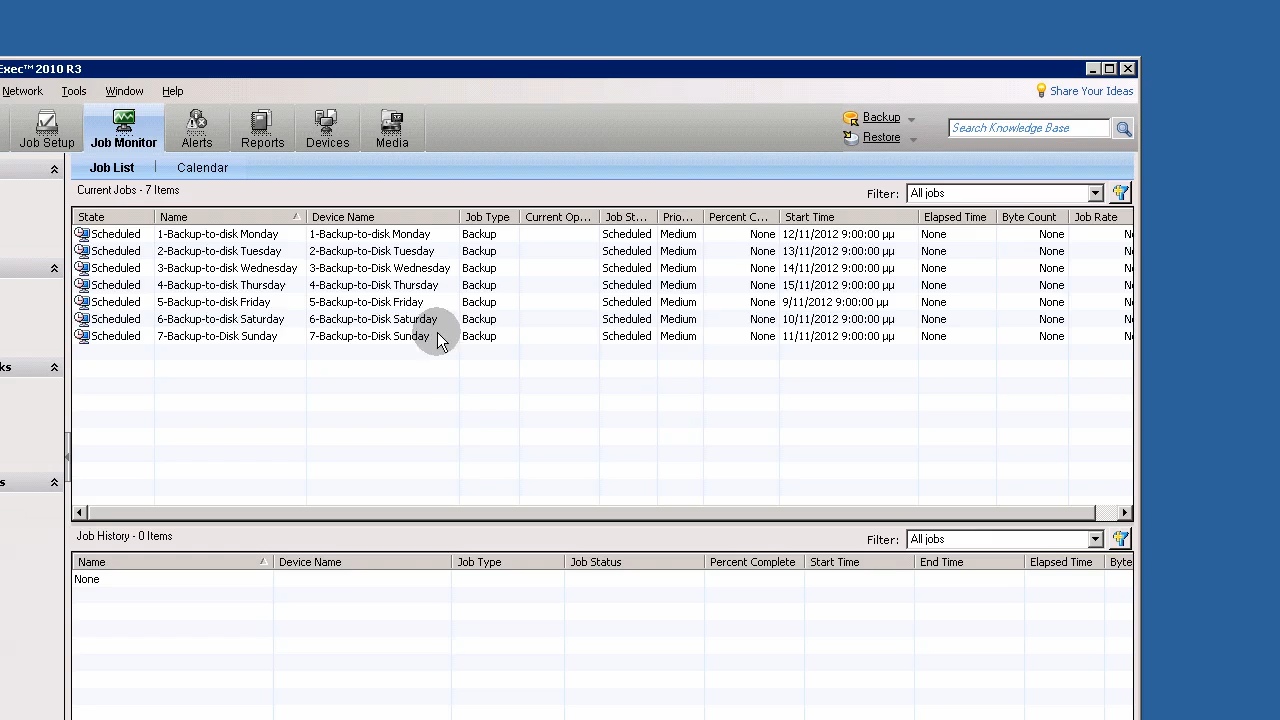 Exec™ 2010 R3
Network Tools Window Help Share Your Ideas
Job Setup Job Monitor Alerts Reports Devices Media Backup Restore Search Knowledge Base
Job List Calendar
Current Jobs - 7 Items Filter: All jobs
State Name Device Name Job Type Current Op... Job St... Prio... Percent C... Start Time Elapsed Time Byte Count Job Rate
Scheduled 1-Backup-to-disk Monday 1-Backup-to-disk Monday Backup Scheduled Medium None 12/11/2012 9:00:00 μμ None None
Scheduled 2-Backup-to-disk Tuesday 2-Backup-to-Disk Tuesday Backup Scheduled Medium None 13/11/2012 9:00:00 μμ None None
Scheduled 3-Backup-to-disk Wednesday 3-Backup-to-Disk Wednesday Backup Scheduled Medium None 14/11/2012 9:00:00 μμ None None
Scheduled 4-Backup-to-disk Thursday 4-Backup-to-Disk Thursday Backup Scheduled Medium None 15/11/2012 9:00:00 μμ None None
Scheduled 5-Backup-to-disk Friday 5-Backup-to-Disk Friday Backup Scheduled Medium None 9/11/2012 9:00:00 μμ None None
Scheduled 6-Backup-to-disk Saturday 6-Backup-to-Disk Saturday Backup Scheduled Medium None 10/11/2012 9:00:00 μμ None None
Scheduled 7-Backup-to-Disk Sunday 7-Backup-to-Disk Sunday Backup Scheduled Medium None 11/11/2012 9:00:00 μμ None None
Job History - 0 Items Filter: All jobs
Name Device Name Job Type Job Status Percent Complete Start Time End Time Elapsed Time Byte
None